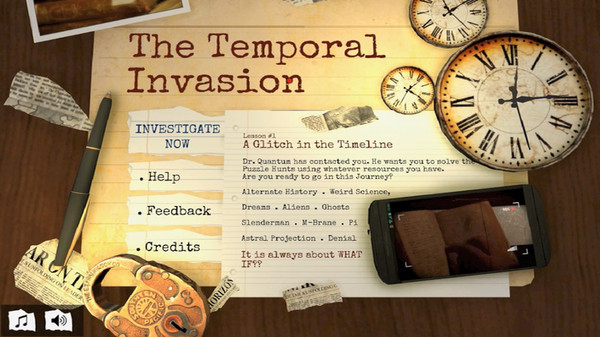 The Temporal
Invasion
INVESTIGATE
NOW
. Help
. Feedback
. Credits
Lesson #1
A Glitch in the Timeline
Dr. Quantum has contacted you. He wants you to solve the
Puzzle Hunts using whatever resources you have.
Are you ready to go in this Journey?
Alternate History . Weird Science,
Dreams . Aliens . Ghosts
Slenderman . M-Brane . Pi
Astral Projection . Denial
It is always about WHAT
IF??
AR ON T
HORIZON